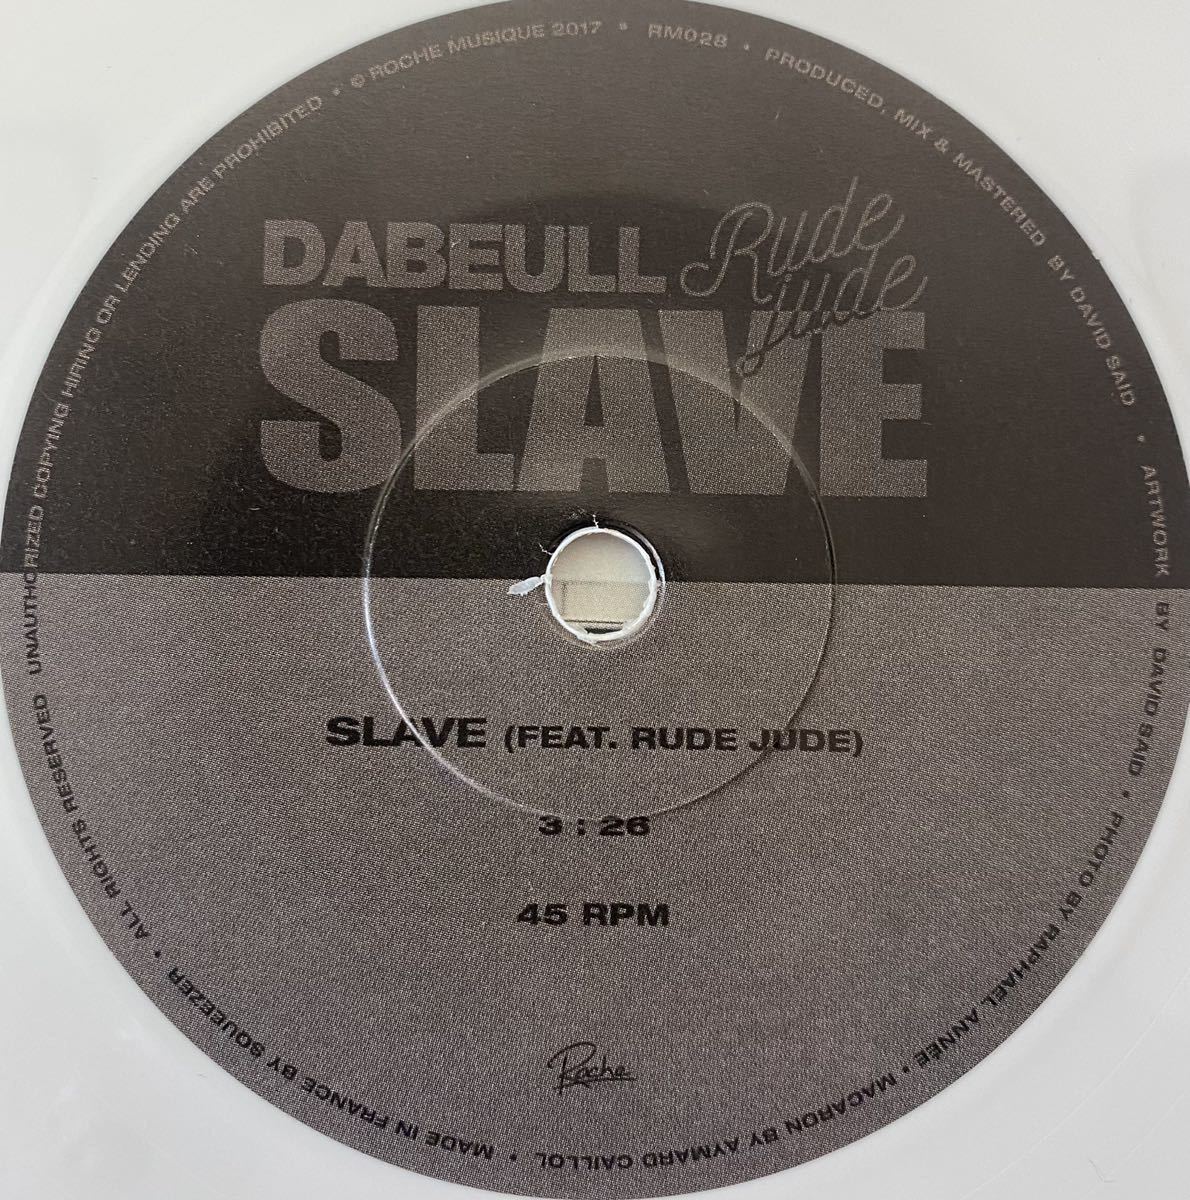 DABEULL Rude Jude
SLAVE
SLAVE (FEAT. RUDE JUDE)
3 : 26
45 RPM
Roche
UNAUTHORIZED COPYING HIRING OR LENDING ARE PROHIBITED • © ROCHE MUSIQUE 2017 • RM028 • PRODUCED, MIX & MASTERED BY DAVID SAID • ARTWORK BY DAVID SAID • PHOTO BY RAPHAEL ANNÉE • MACARON BY AYMARD CAILLOL • MADE IN FRANCE BY SQUEEZER • ALL RIGHTS RESERVED